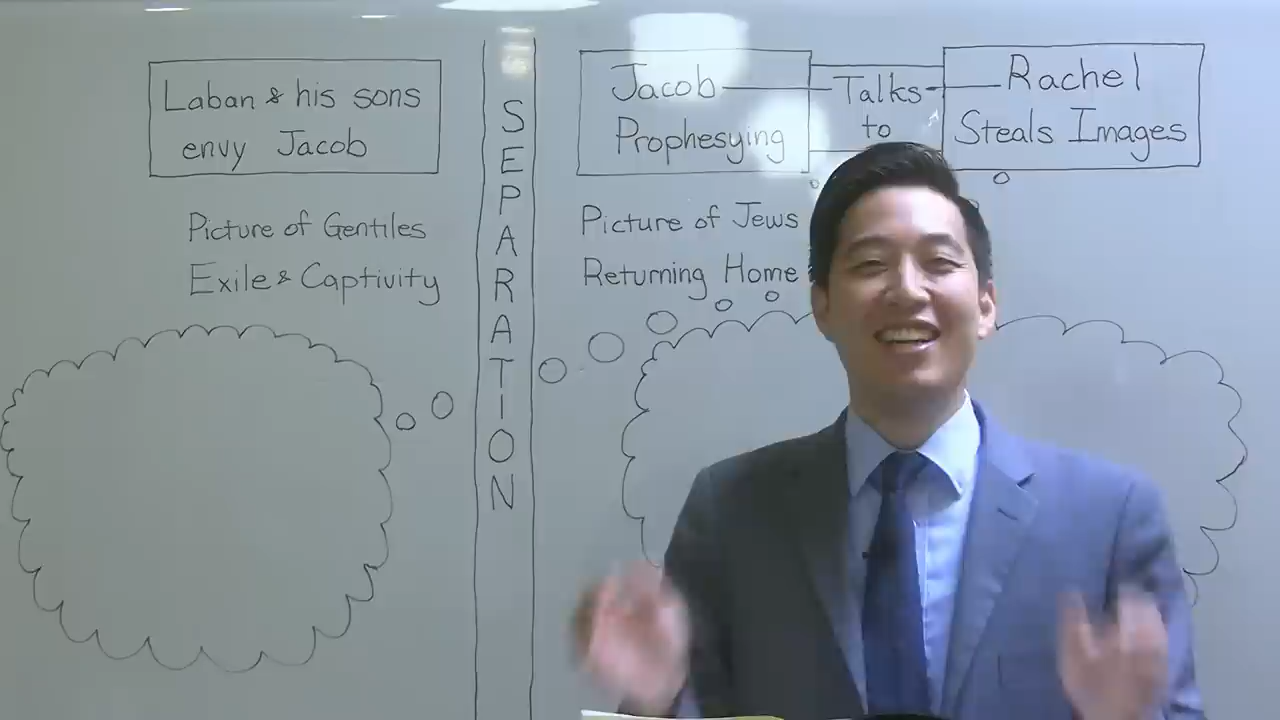 Laban & his sons
envy Jacob
Picture of Gentiles
Exile & Captivity
SEPARATION
Jacob
Prophesying
Talks
to
Rachel
Steals Images
Picture of Jews
Returning Home